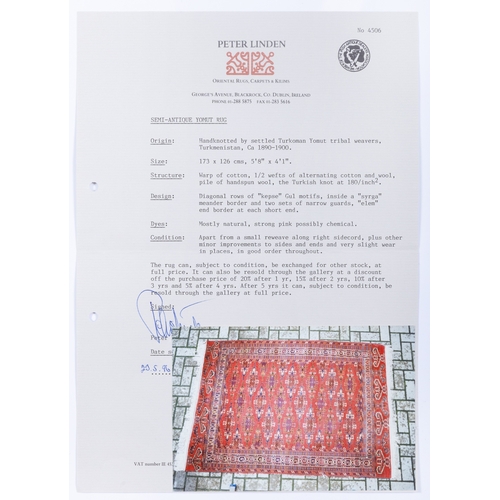 No 4506
PETER LINDEN
ORIENTAL RUGS, CARPETS & KILIMS
GEORGE'S AVENUE, BLACKROCK, CO. DUBLIN, IRELAND
SEMI-ANTIQUE YOMUT RUG
Origin: Handknotted by settled Turkoman Yomut tribal weavers,
Turkmenistan, Ca 1890-1900.
Size: 173 x 126 cms, 5'8" x 4'1".
Structure: Warp of cotton, 1/2 wefts of alternating cotton and wool,
pile of handspun wool, the Turkish knot at 180/inch².
Design: Diagonal rows of "kepse" Gul motifs, inside a "syrga"
meander border and two sets of narrow guards, "elem"
end border at each short end.
Dyes: Mostly natural, strong pink possibly chemical.
Condition: Apart from a small reweave along right sidecord, plus other
minor improvements to sides and ends and very slight wear
in places, in good order throughout.
The rug can, subject to condition, be exchanged for other stock, at
full price. It can also be resold through the gallery at a discount
off the purchase price of 20% after 1 yr, 15% after 2 yrs, 10% after
3 yrs and 5% after 4 yrs. After 5 yrs it can, subject to condition, be
resold through the gallery at full price.
Signed:
Peter
Date
VAT number IE